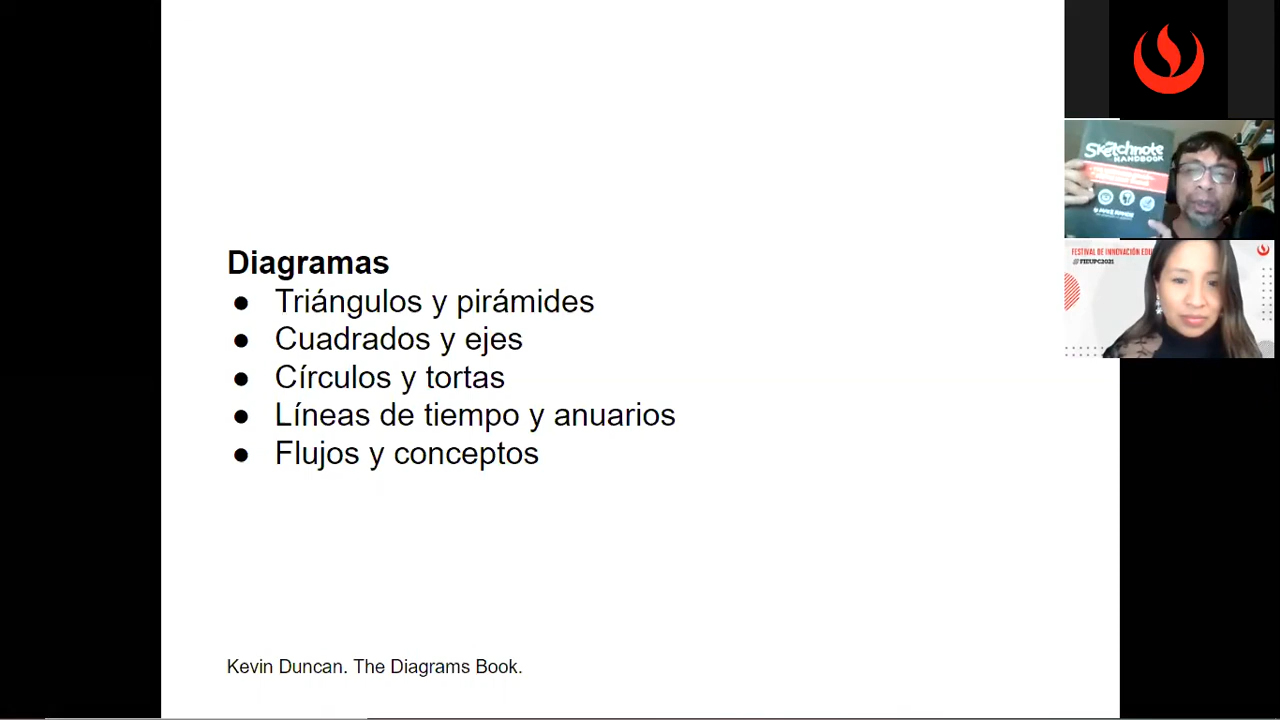 Diagramas
● Triángulos y pirámides
● Cuadrados y ejes
● Círculos y tortas
● Líneas de tiempo y anuarios
● Flujos y conceptos
Kevin Duncan. The Diagrams Book.
Sketchnote
HANDBOOK
FESTIVAL DE INNOVACIÓN
#FIEUPC2021